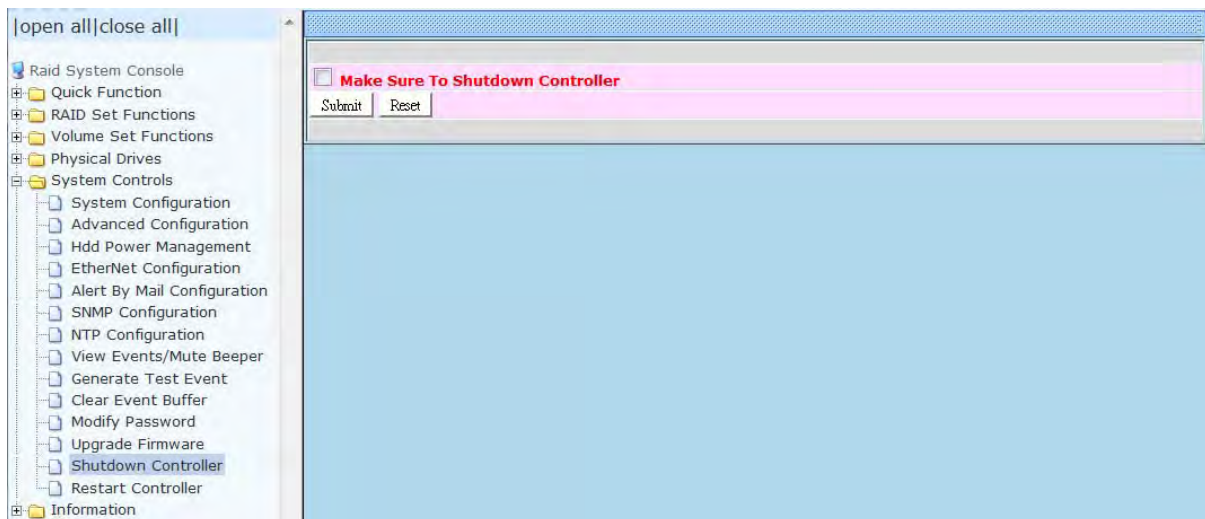 |open all|close all|
Raid System Console
Quick Function
RAID Set Functions
Volume Set Functions
Physical Drives
System Controls
System Configuration
Advanced Configuration
Hdd Power Management
EtherNet Configuration
Alert By Mail Configuration
SNMP Configuration
NTP Configuration
View Events/Mute Beeper
Generate Test Event
Clear Event Buffer
Modify Password
Upgrade Firmware
Shutdown Controller
Restart Controller
Information
Make Sure To Shutdown Controller
Submit Reset